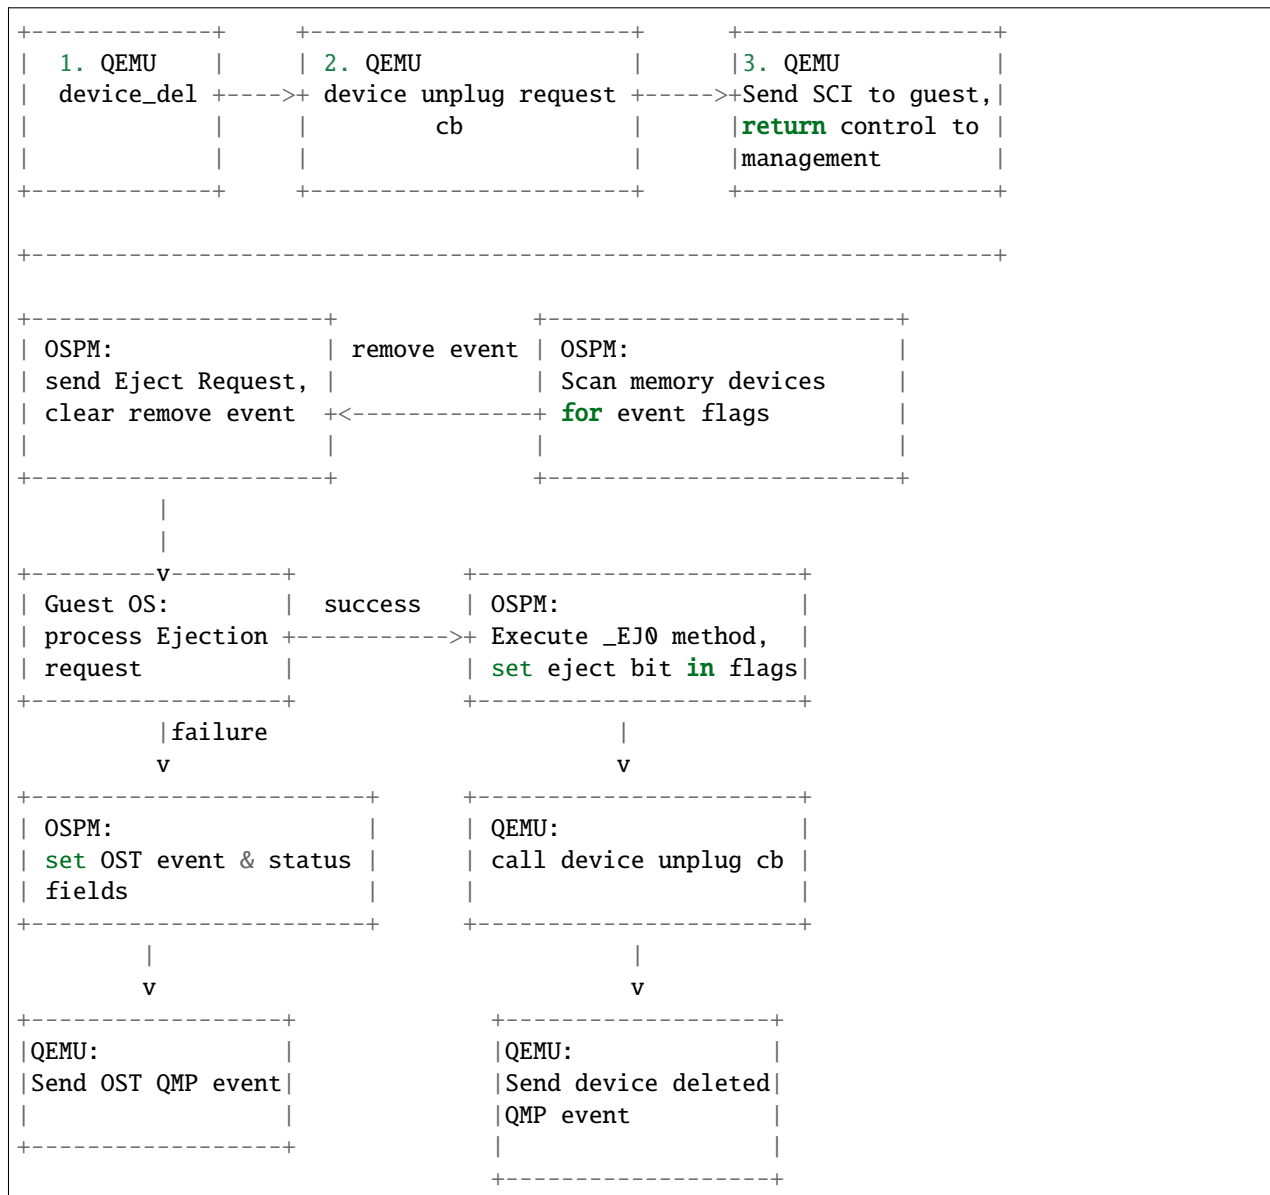 +-------------+     +-----------------------+      +------------------+
|  1. QEMU    |     | 2. QEMU               |      |3. QEMU           |
|  device_del +---->+ device unplug request +----->+Send SCI to guest,|
|             |     |         cb            |      |return control to |
|             |     |                       |      |management        |
+-------------+     +-----------------------+      +------------------+
+---------------------------------------------------------------------+
+---------------------+              +-------------------------+
| OSPM:               | remove event | OSPM:                   |
| send Eject Request, |              | Scan memory devices     |
| clear remove event  +<-------------+ for event flags         |
|                     |              |                         |
+---------------------+              +-------------------------+
          |
          |
+---------v--------+            +-----------------------+
| Guest OS:        |  success   | OSPM:                 |
| process Ejection +----------->+ Execute _EJ0 method,  |
| request          |            | set eject bit in flags|
+------------------+            +-----------------------+
          |failure                         |
          v                                v
+------------------------+      +-----------------------+
| OSPM:                  |      | QEMU:                 |
| set OST event & status |      | call device unplug cb |
| fields                 |      |                       |
+------------------------+      +-----------------------+
         |                                  |
         v                                  v
+------------------+              +-------------------+
|QEMU:             |              |QEMU:              |
|Send OST QMP event|              |Send device deleted|
|                  |              |QMP event          |
+------------------+              |                   |
                                  +-------------------+